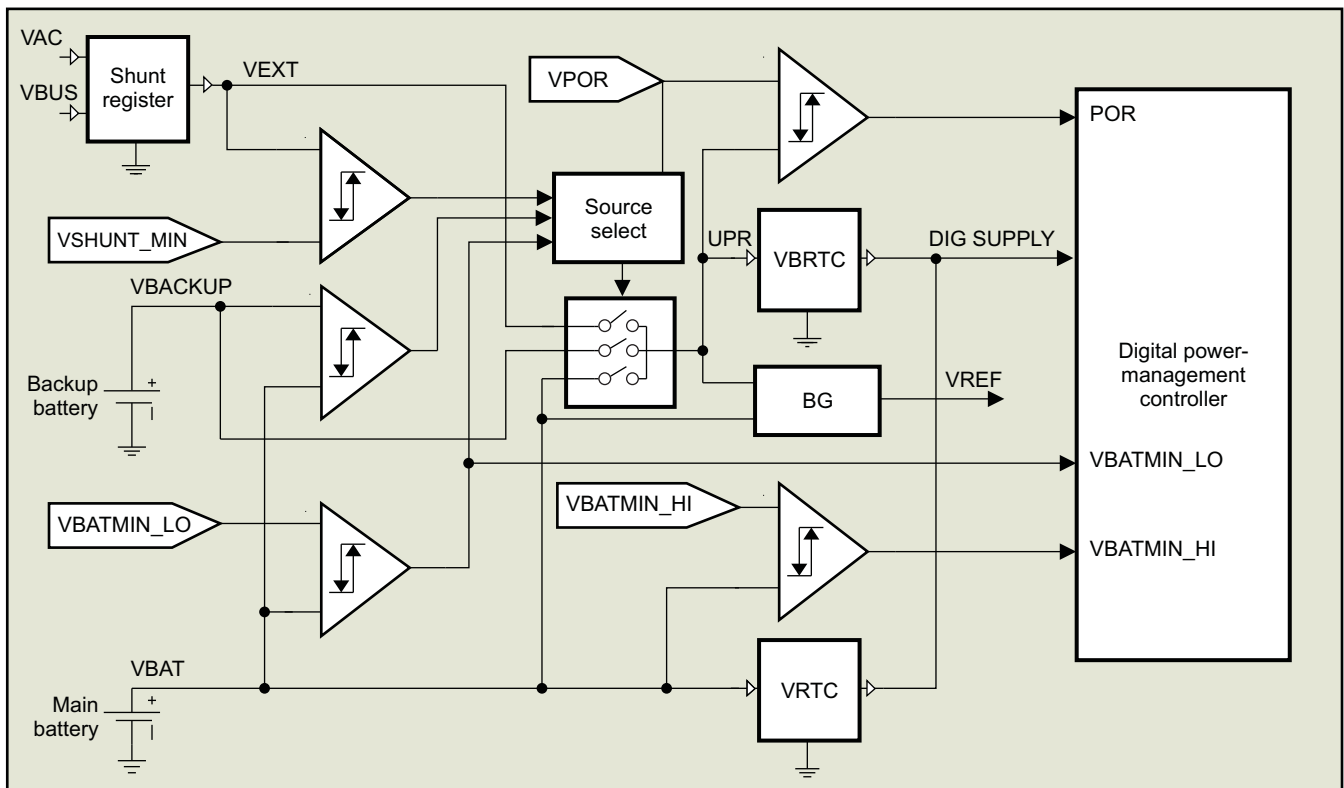 VAC
VBUS
Shunt
register
VEXT
VPOR
POR
VSHUNT_MIN
Source
select
UPR
VBRTC
DIG SUPPLY
VBACKUP
Backup
battery
+
Digital power-
management
controller
BG
VREF
VBATMIN_LO
VBATMIN_HI
VBATMIN_LO
VBATMIN_HI
VBAT
Main
battery
+
VRTC